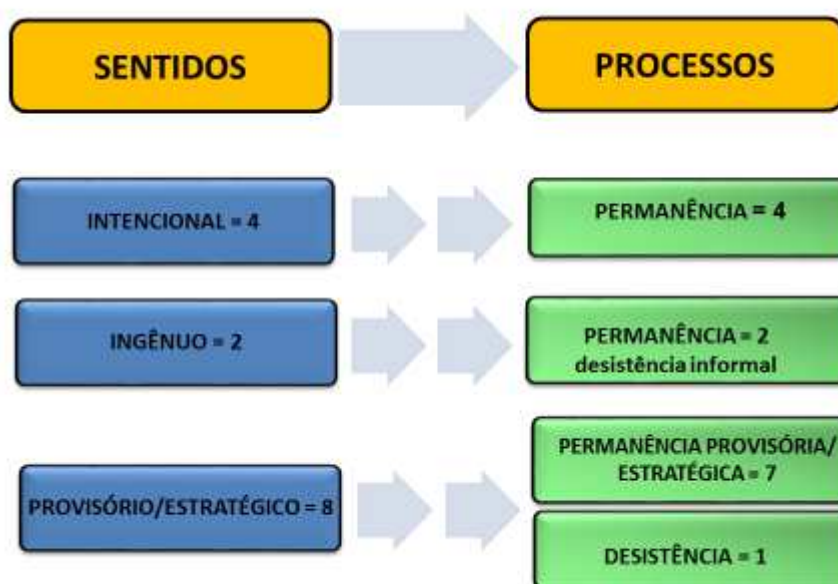 SENTIDOS
PROCESSOS
INTENCIONAL = 4
PERMANÊNCIA = 4
INGÊNUO = 2
PERMANÊNCIA = 2
desistência informal
PROVISÓRIO/ESTRATÉGICO = 8
PERMANÊNCIA PROVISÓRIA/
ESTRATÉGICA = 7
DESISTÊNCIA = 1